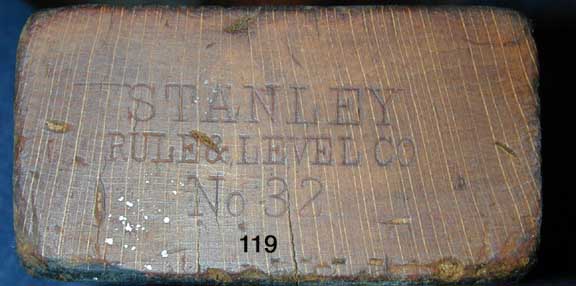 STANLEY
RULE & LEVEL CO
No 32
119